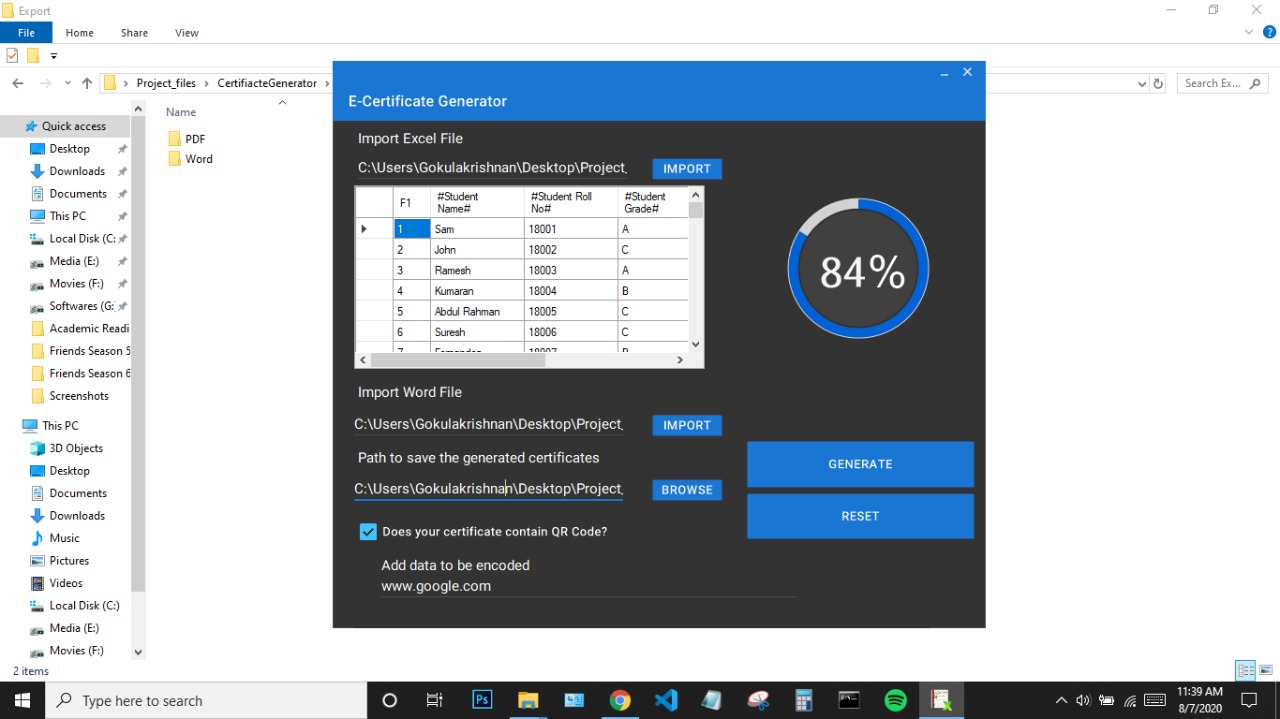 Export
File Home Share View
Project_files CertifiacteGenerator
Search Ex...
Quick access
Desktop
Downloads
Documents
This PC
Local Disk (C:
Media (E:)
Movies (F:)
Softwares (G:
Academic Readi
Friends Season 5
Friends Season 6
Screenshots
This PC
3D Objects
Desktop
Documents
Downloads
Music
Pictures
Videos
Local Disk (C:)
Media (E:)
Movies (F:)
2 items
Name
PDF
Word
E-Certificate Generator
Import Excel File
C:\Users\Gokulakrishnan\Desktop\Project. IMPORT
F1 #Student Name# #Student Roll No# #Student Grade#
1 Sam 18001 A
2 John 18002 C
3 Ramesh 18003 A
4 Kumaran 18004 B
5 Abdul Rahman 18005 C
6 Suresh 18006 C
84%
Import Word File
C:\Users\Gokulakrishnan\Desktop\Project. IMPORT
Path to save the generated certificates
C:\Users\Gokulakrishnan\Desktop\Project. BROWSE
GENERATE
RESET
Does your certificate contain QR Code?
Add data to be encoded
www.google.com
Type here to search
Ps
11:39 AM
8/7/2020